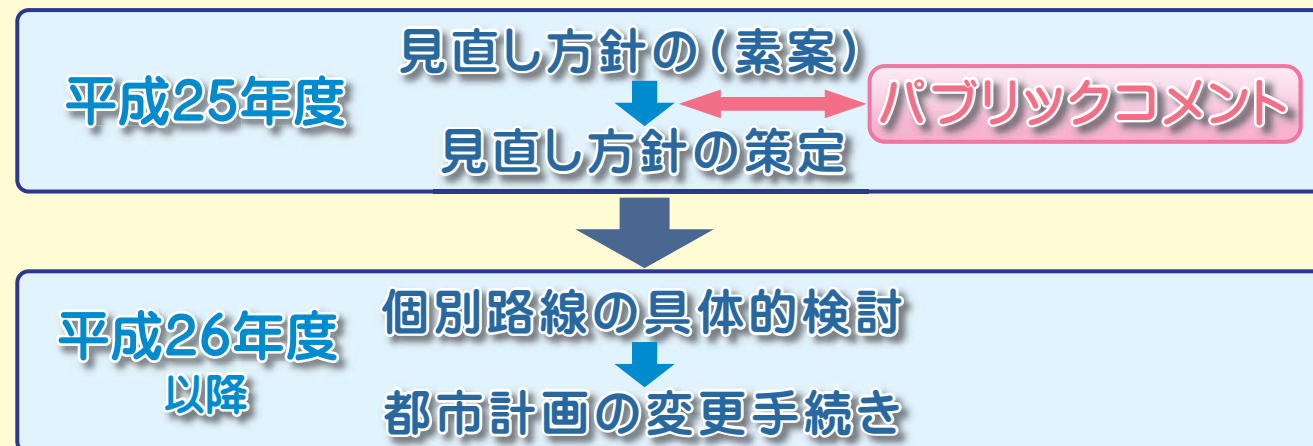 平成25年度
見直し方針の(素案)
パブリックコメント
見直し方針の策定
平成26年度
以降
個別路線の具体的検討
都市計画の変更手続き